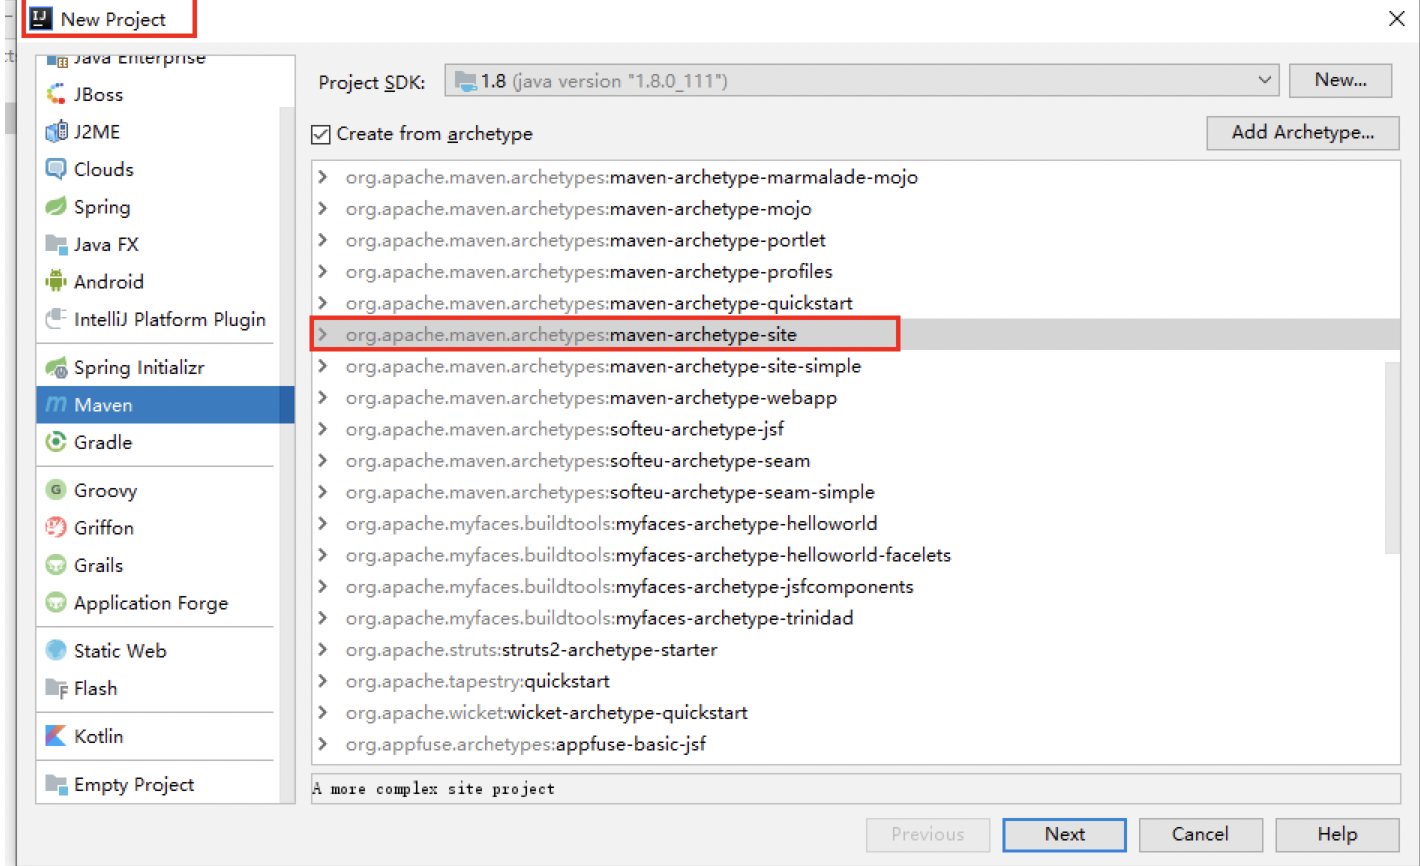 New Project
Java Enterprise
JBoss
J2ME
Clouds
Spring
Java FX
Android
IntelliJ Platform Plugin
Spring Initializr
Maven
Gradle
Groovy
Griffon
Grails
Application Forge
Static Web
Flash
Kotlin
Empty Project
Project SDK: 1.8 (java version "1.8.0_111") New...
Create from archetype Add Archetype...
org.apache.maven.archetypes:maven-archetype-marmalade-mojo
org.apache.maven.archetypes:maven-archetype-mojo
org.apache.maven.archetypes:maven-archetype-portlet
org.apache.maven.archetypes:maven-archetype-profiles
org.apache.maven.archetypes:maven-archetype-quickstart
org.apache.maven.archetypes:maven-archetype-site
org.apache.maven.archetypes:maven-archetype-site-simple
org.apache.maven.archetypes:maven-archetype-webapp
org.apache.maven.archetypes:softeu-archetype-jsf
org.apache.maven.archetypes:softeu-archetype-seam
org.apache.maven.archetypes:softeu-archetype-seam-simple
org.apache.myfaces.buildtools:myfaces-archetype-helloworld
org.apache.myfaces.buildtools:myfaces-archetype-helloworld-facelets
org.apache.myfaces.buildtools:myfaces-archetype-jsfcomponents
org.apache.myfaces.buildtools:myfaces-archetype-trinidad
org.apache.struts:struts2-archetype-starter
org.apache.tapestry:quickstart
org.apache.wicket:wicket-archetype-quickstart
org.appfuse.archetypes:appfuse-basic-jsf
A more complex site project
Previous Next Cancel Help